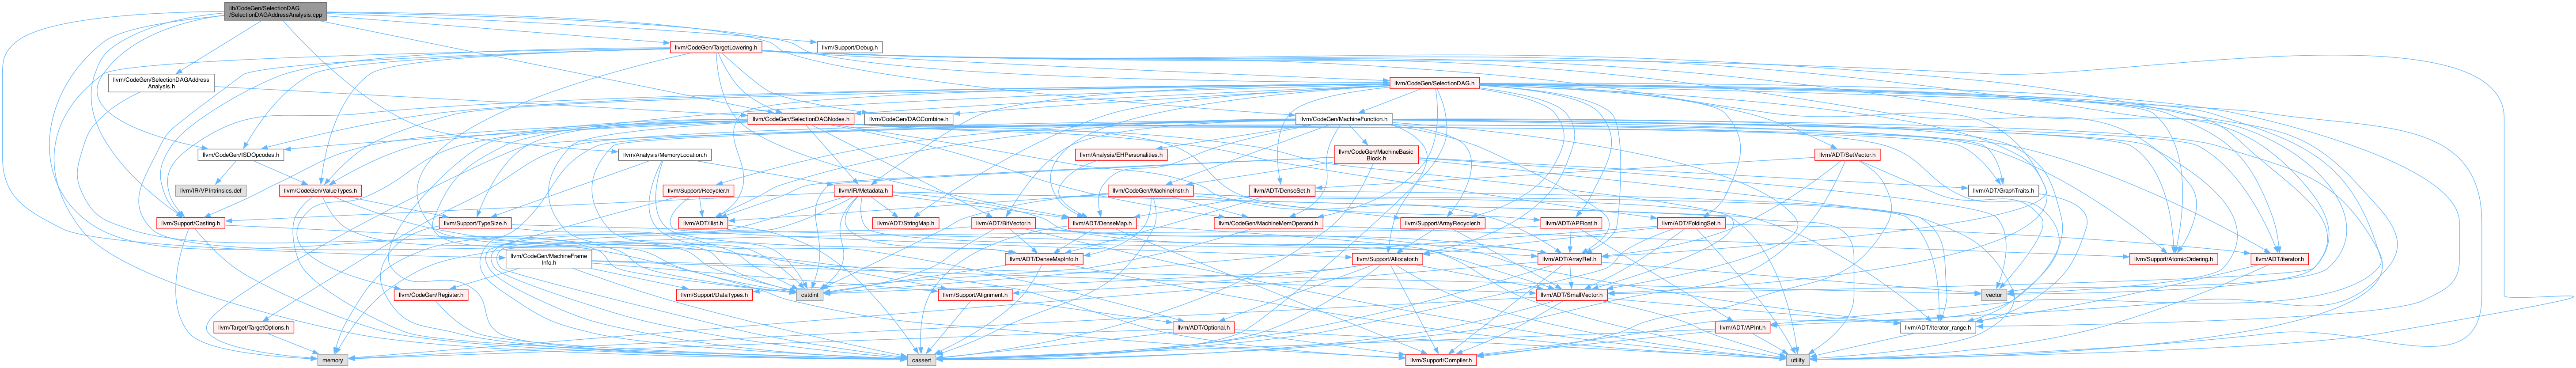 lib/CodeGen/SelectionDAG
/SelectionDAGAddressAnalysis.cpp
llvm/CodeGen/TargetLowering.h
llvm/Support/Debug.h
llvm/CodeGen/SelectionDAGAddress
Analysis.h
llvm/CodeGen/SelectionDAG.h
llvm/CodeGen/SelectionDAGNodes.h
llvm/CodeGen/DAGCombine.h
llvm/CodeGen/MachineFunction.h
llvm/CodeGen/ISDOpcodes.h
llvm/Analysis/MemoryLocation.h
llvm/Analysis/EHPersonalities.h
llvm/CodeGen/MachineBasic
Block.h
llvm/ADT/SetVector.h
llvm/IR/VPIntrinsics.def
llvm/CodeGen/ValueTypes.h
llvm/Support/Recycler.h
llvm/IR/Metadata.h
llvm/CodeGen/MachineInstr.h
llvm/ADT/DenseSet.h
llvm/ADT/GraphTraits.h
llvm/Support/Casting.h
llvm/Support/TypeSize.h
llvm/ADT/ilist.h
llvm/ADT/StringMap.h
llvm/ADT/BitVector.h
llvm/ADT/DenseMap.h
llvm/CodeGen/MachineMemOperand.h
llvm/Support/ArrayRecycler.h
llvm/ADT/APFloat.h
llvm/ADT/FoldingSet.h
llvm/CodeGen/MachineFrame
Info.h
llvm/ADT/DenseMapInfo.h
llvm/Support/Allocator.h
llvm/ADT/ArrayRef.h
llvm/Support/AtomicOrdering.h
llvm/ADT/iterator.h
llvm/CodeGen/Register.h
llvm/Support/DataTypes.h
cstdint
llvm/Support/Alignment.h
llvm/ADT/SmallVector.h
vector
llvm/Target/TargetOptions.h
llvm/ADT/Optional.h
llvm/ADT/APInt.h
llvm/ADT/iterator_range.h
memory
cassert
llvm/Support/Compiler.h
utility